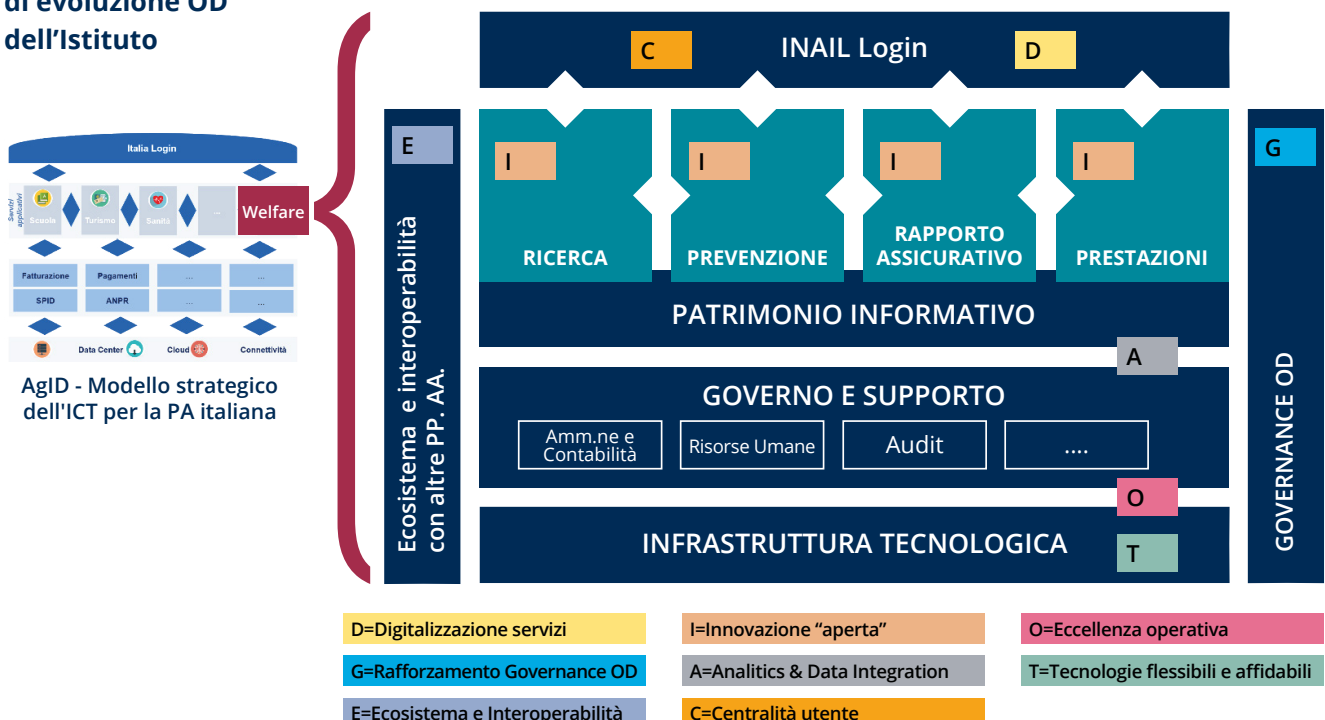 di evoluzione OD
dell'Istituto
Italia Login
Servizi
applicativi
Scuola
Turismo
Sanità
...
Welfare
Fatturazione
Pagamenti
...
...
SPID
ANPR
...
...
Data Center
Cloud
Connettività
AgID - Modello strategico
dell'ICT per la PA italiana
C
INAIL Login
D
E
Ecosistema e interoperabilità
con altre PP. AA.
I
I
I
I
RICERCA
PREVENZIONE
RAPPORTO
ASSICURATIVO
PRESTAZIONI
PATRIMONIO INFORMATIVO
A
GOVERNO E SUPPORTO
Amm.ne e
Contabilità
Risorse Umane
Audit
....
O
INFRASTRUTTURA TECNOLOGICA
T
G
GOVERNANCE OD
D=Digitalizzazione servizi
I=Innovazione "aperta"
O=Eccellenza operativa
G=Rafforzamento Governance OD
A=Analitics & Data Integration
T=Tecnologie flessibili e affidabili
E=Ecosistema e Interoperabilità
C=Centralità utente